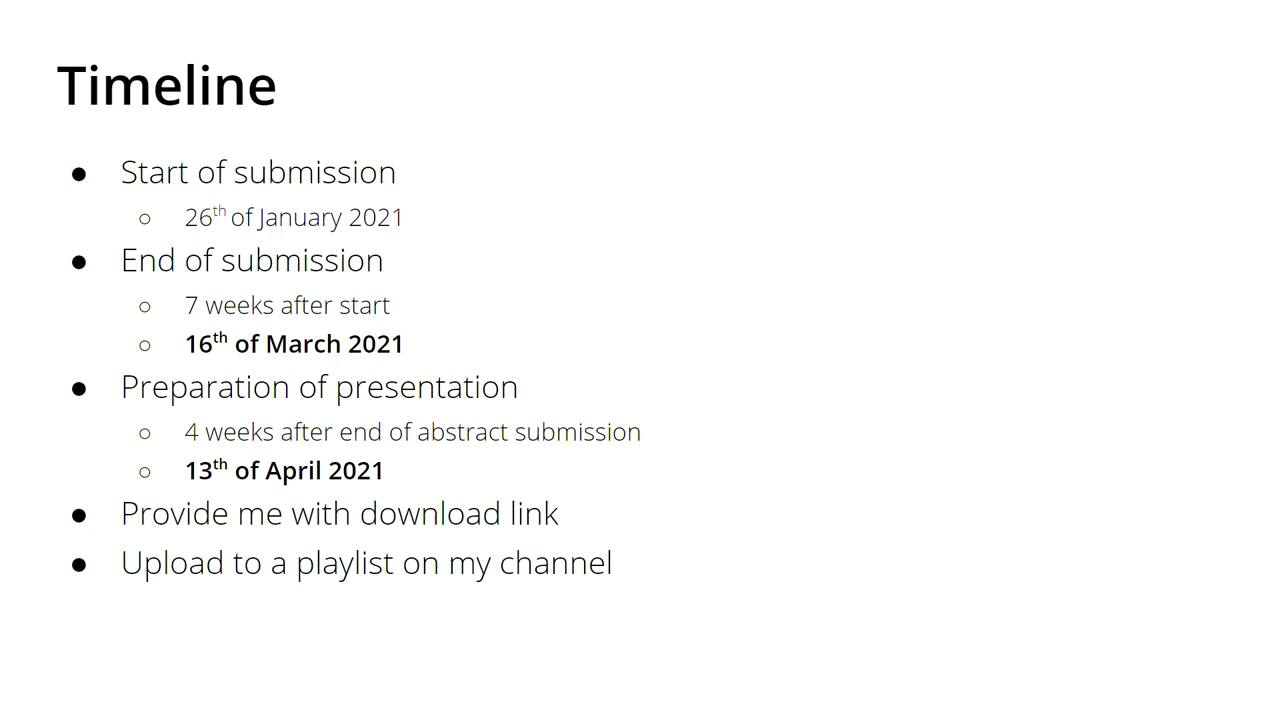 Timeline
● Start of submission
○ 26th of January 2021
● End of submission
○ 7 weeks after start
○ 16th of March 2021
● Preparation of presentation
○ 4 weeks after end of abstract submission
○ 13th of April 2021
● Provide me with download link
● Upload to a playlist on my channel